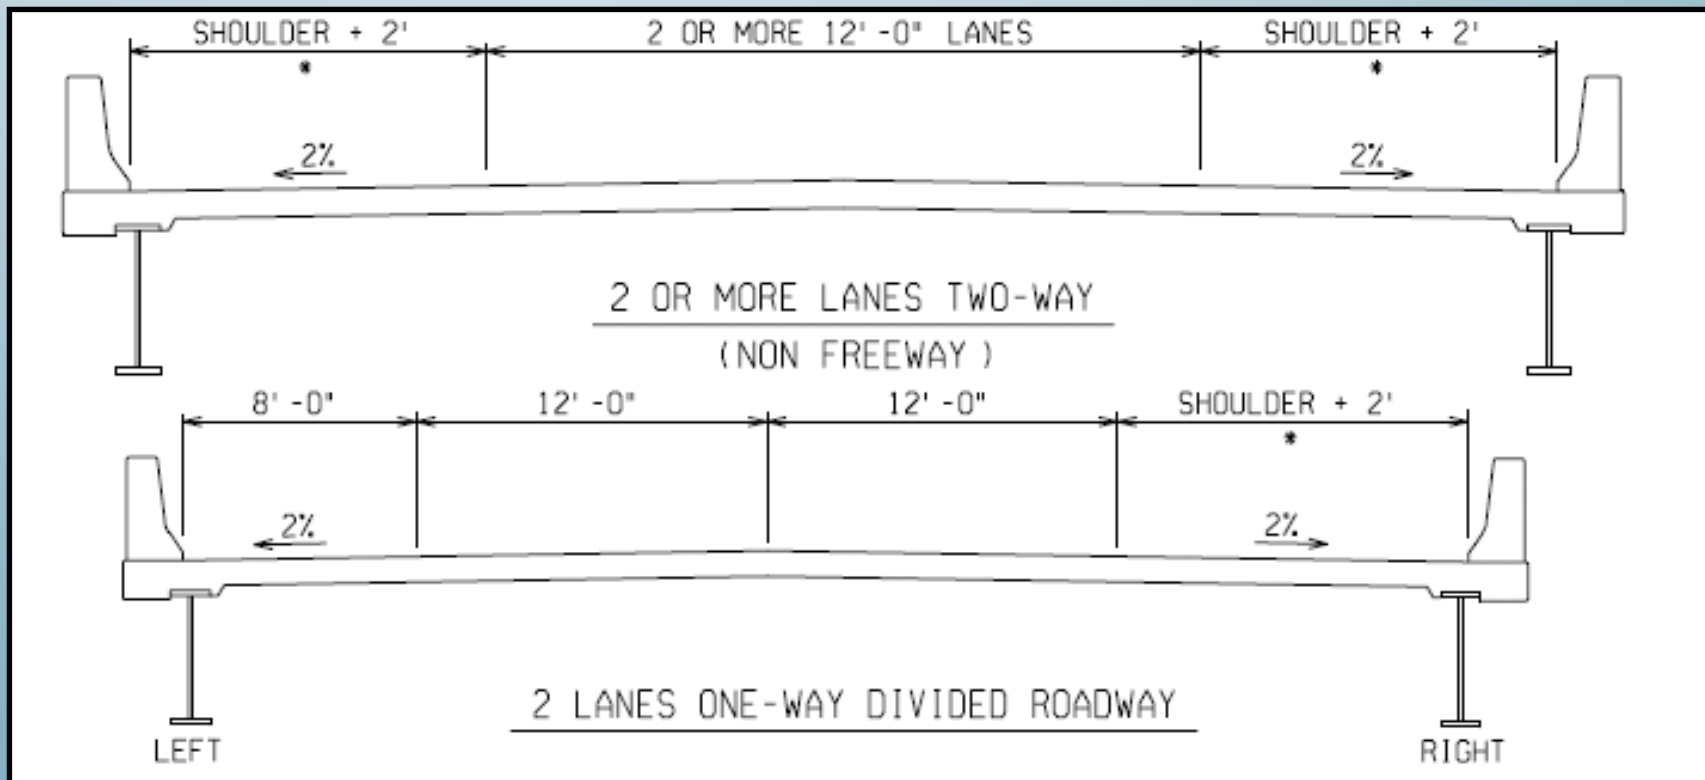 SHOULDER + 2' 2 OR MORE 12'-0" LANES SHOULDER + 2'
* *
2% 2%
2 OR MORE LANES TWO-WAY
(NON FREEWAY)
8'-0" 12'-0" 12'-0" SHOULDER + 2'
*
2% 2%
2 LANES ONE-WAY DIVIDED ROADWAY
LEFT RIGHT